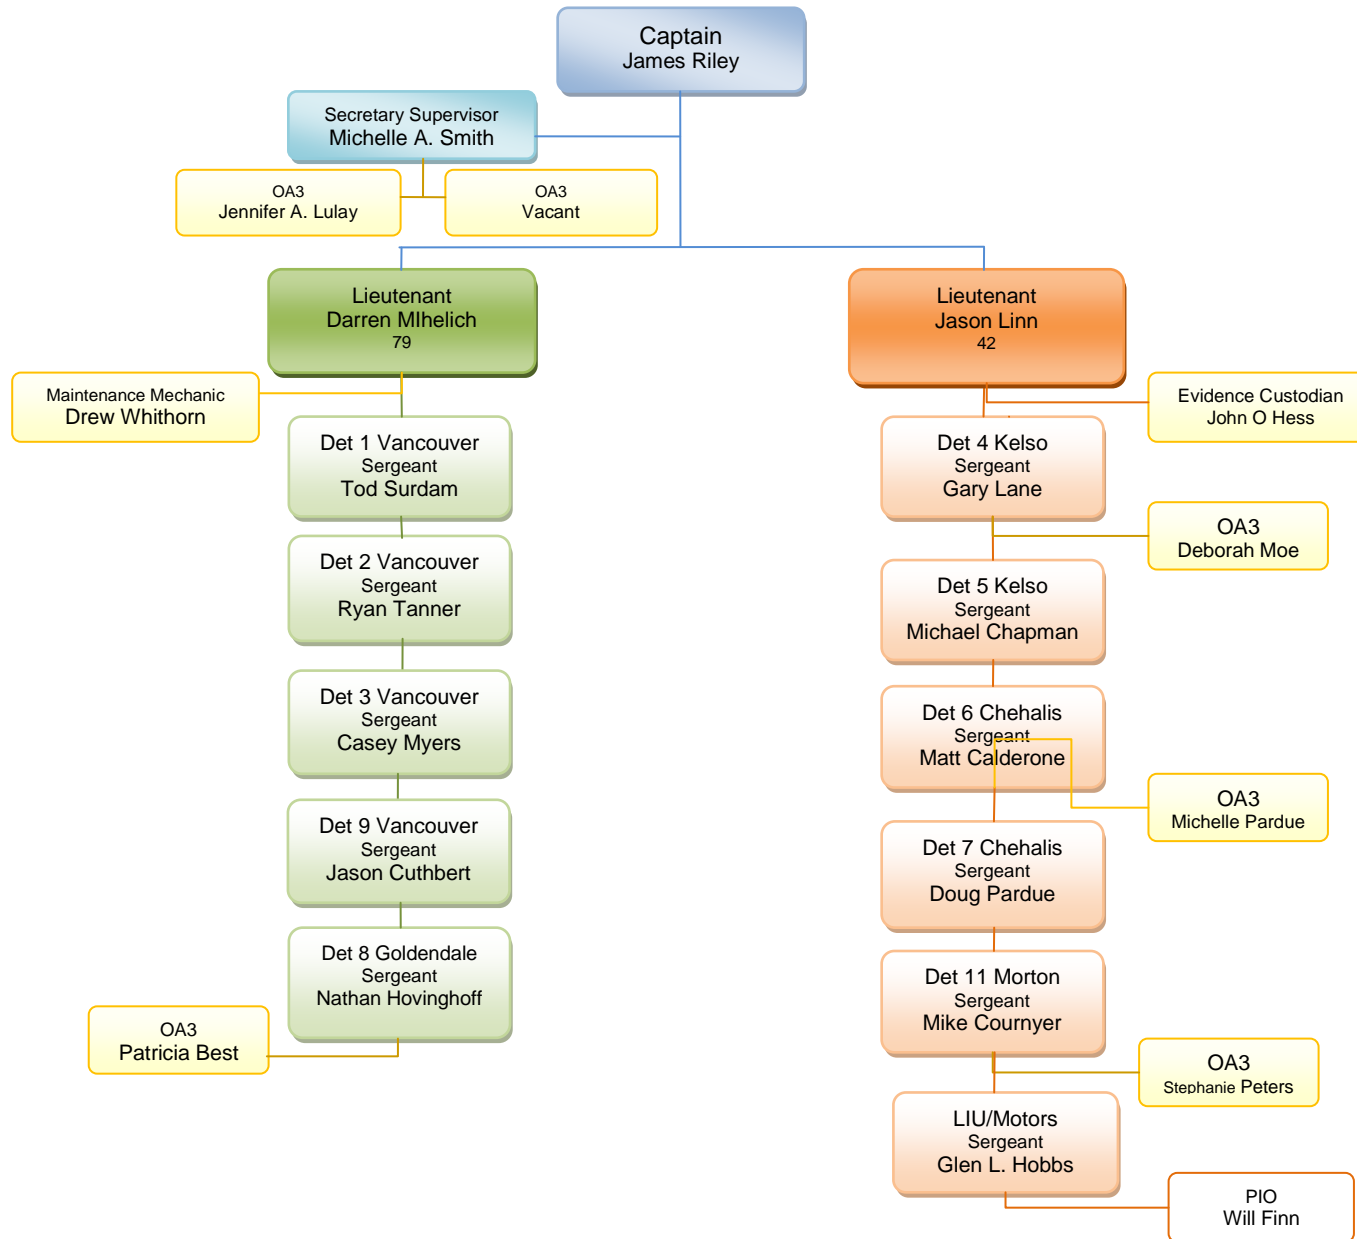 Captain
James Riley
Secretary Supervisor
Michelle A. Smith
OA3
Jennifer A. Lulay
OA3
Vacant
Lieutenant
Darren MIhelich
79
Lieutenant
Jason Linn
42
Maintenance Mechanic
Drew Whithorn
Evidence Custodian
John O Hess
Det 1 Vancouver
Sergeant
Tod Surdam
Det 4 Kelso
Sergeant
Gary Lane
OA3
Deborah Moe
Det 2 Vancouver
Sergeant
Ryan Tanner
Det 5 Kelso
Sergeant
Michael Chapman
Det 3 Vancouver
Sergeant
Casey Myers
Det 6 Chehalis
Sergeant
Matt Calderone
OA3
Michelle Pardue
Det 9 Vancouver
Sergeant
Jason Cuthbert
Det 7 Chehalis
Sergeant
Doug Pardue
Det 8 Goldendale
Sergeant
Nathan Hovinghoff
Det 11 Morton
Sergeant
Mike Cournyer
OA3
Patricia Best
OA3
Stephanie Peters
LIU/Motors
Sergeant
Glen L. Hobbs
PIO
Will Finn